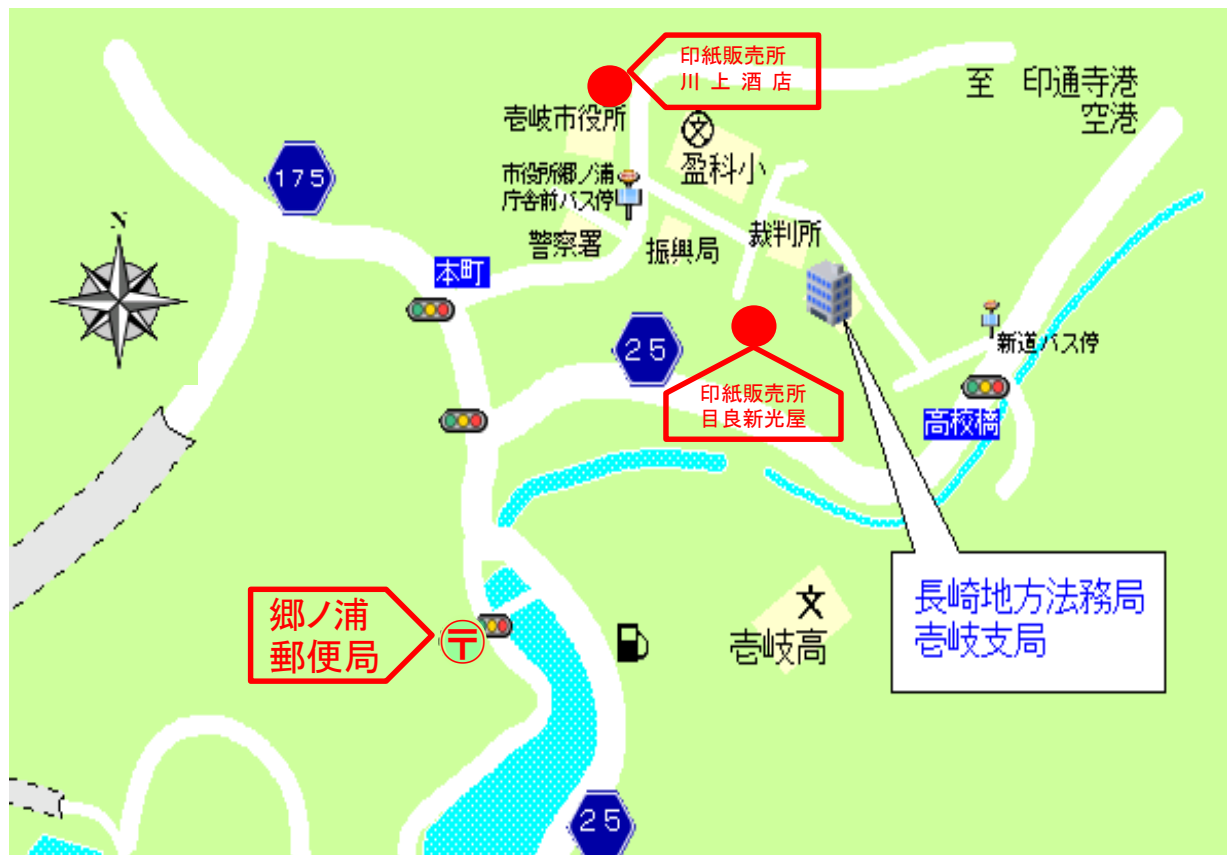 印紙販売所
川上酒店
至 印通寺港
空港
壱岐市役所
盈科小
175
市役所郷ノ浦
庁舎前バス停
N
警察署
振興局
裁判所
本町
25
新道バス停
印紙販売所
目良新光屋
高校橋
長崎地方法務局
壱岐支局
郷ノ浦
郵便局
〒
文
壱岐高
25